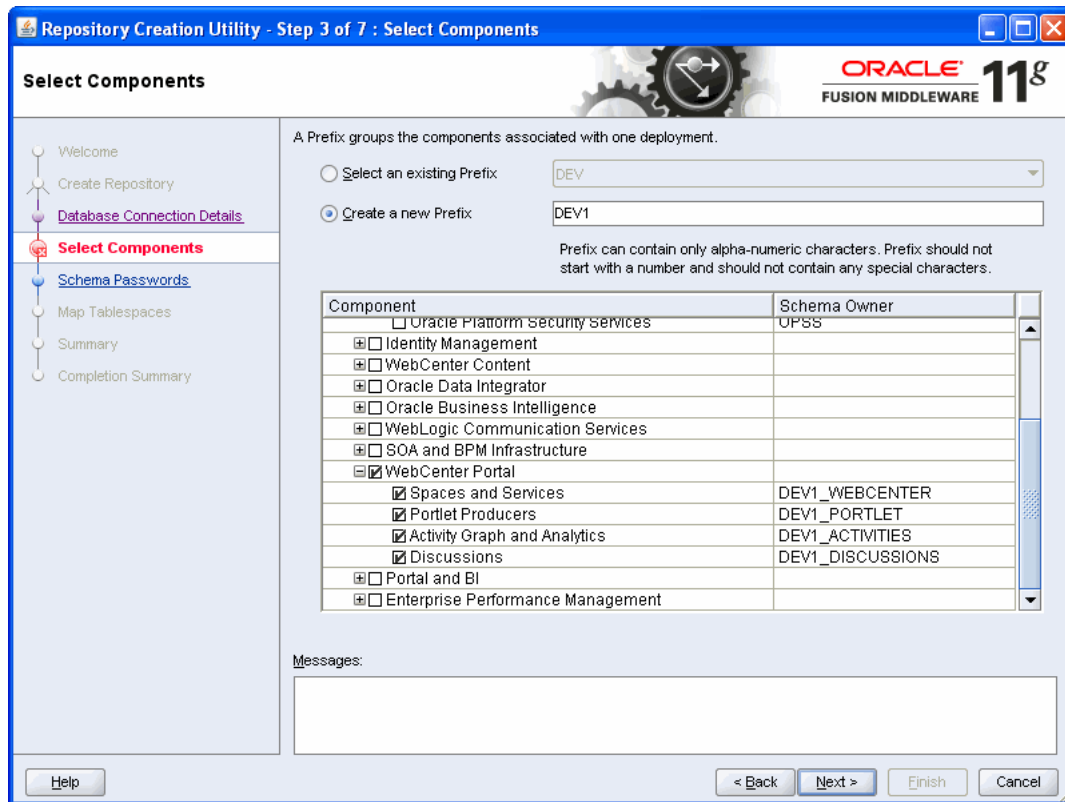 Repository Creation Utility - Step 3 of 7 : Select Components
Select Components
ORACLE
FUSION MIDDLEWARE 11g
Welcome
Create Repository
Database Connection Details
Select Components
Schema Passwords
Map Tablespaces
Summary
Completion Summary
A Prefix groups the components associated with one deployment.
Select an existing Prefix DEV
Create a new Prefix DEV1
Prefix can contain only alpha-numeric characters. Prefix should not
start with a number and should not contain any special characters.
Component Schema Owner
Oracle Platform Security Services OPSS
Identity Management
WebCenter Content
Oracle Data Integrator
Oracle Business Intelligence
WebLogic Communication Services
SOA and BPM Infrastructure
WebCenter Portal
Spaces and Services DEV1_WEBCENTER
Portlet Producers DEV1_PORTLET
Activity Graph and Analytics DEV1_ACTIVITIES
Discussions DEV1_DISCUSSIONS
Portal and BI
Enterprise Performance Management
Messages:
Help < Back Next > Finish Cancel